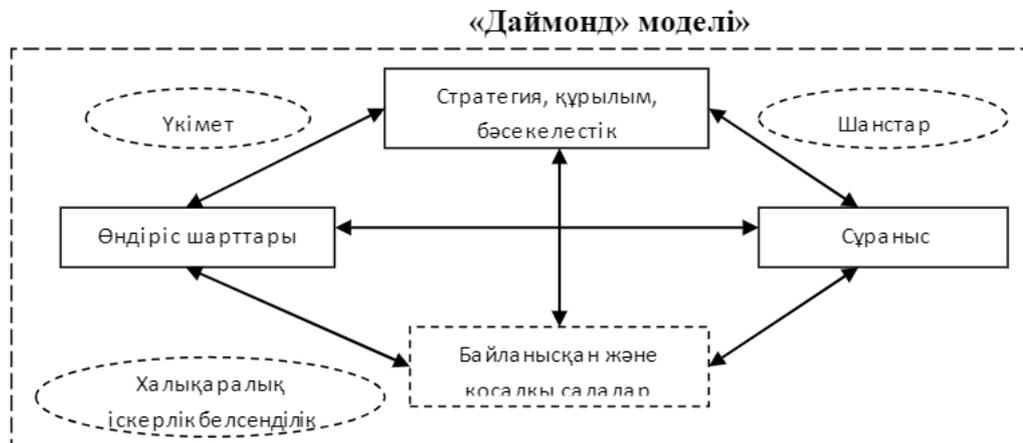 «Даймонд» моделі»
Стратегия, құрылым,
бәсекелестік
Үкімет
Шанстар
Өндіріс шарттары
Сұраныс
Байланысқан және
қосалқы салалар
Халықаралық
іскерлік белсенділік